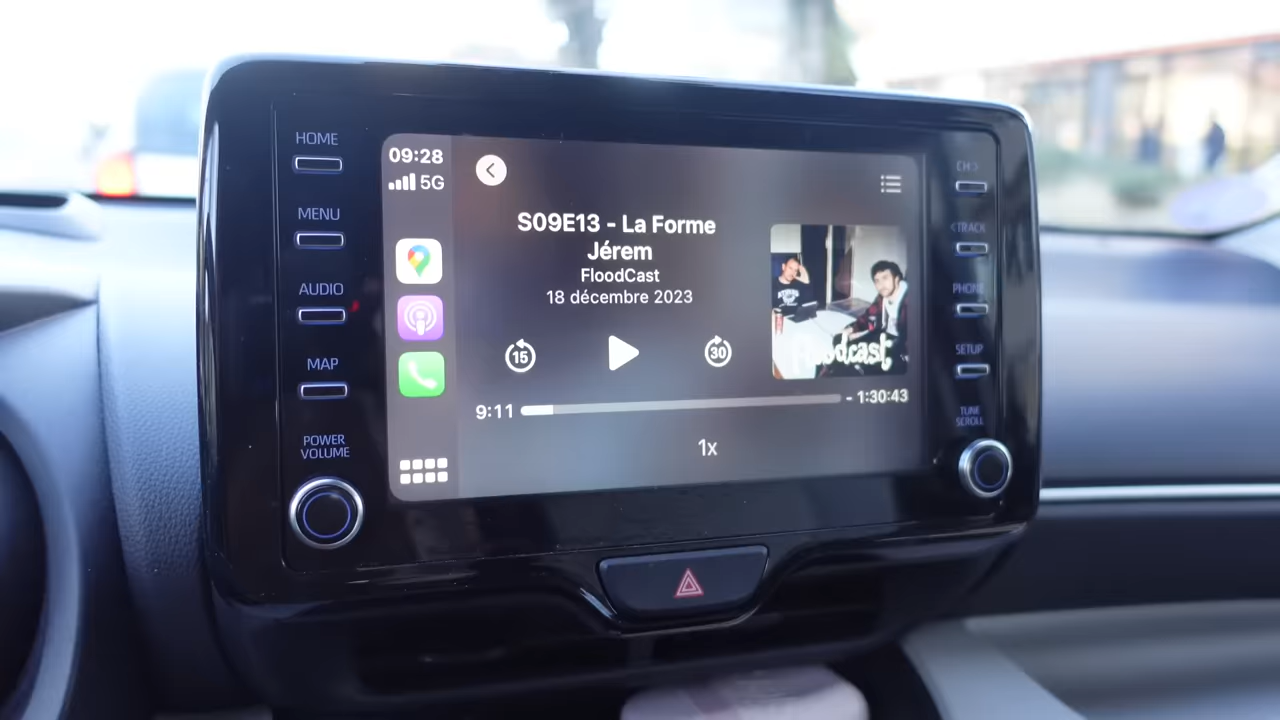 HOME
MENU
AUDIO
MAP
POWER
VOLUME
09:28
5G
S09E13 - La Forme
Jérem
FloodCast
18 décembre 2023
15
30
9:11
- 1:30:43
1x
Floodcast
CH >
< TRACK
PHONE
SETUP
TUNE
SCROLL